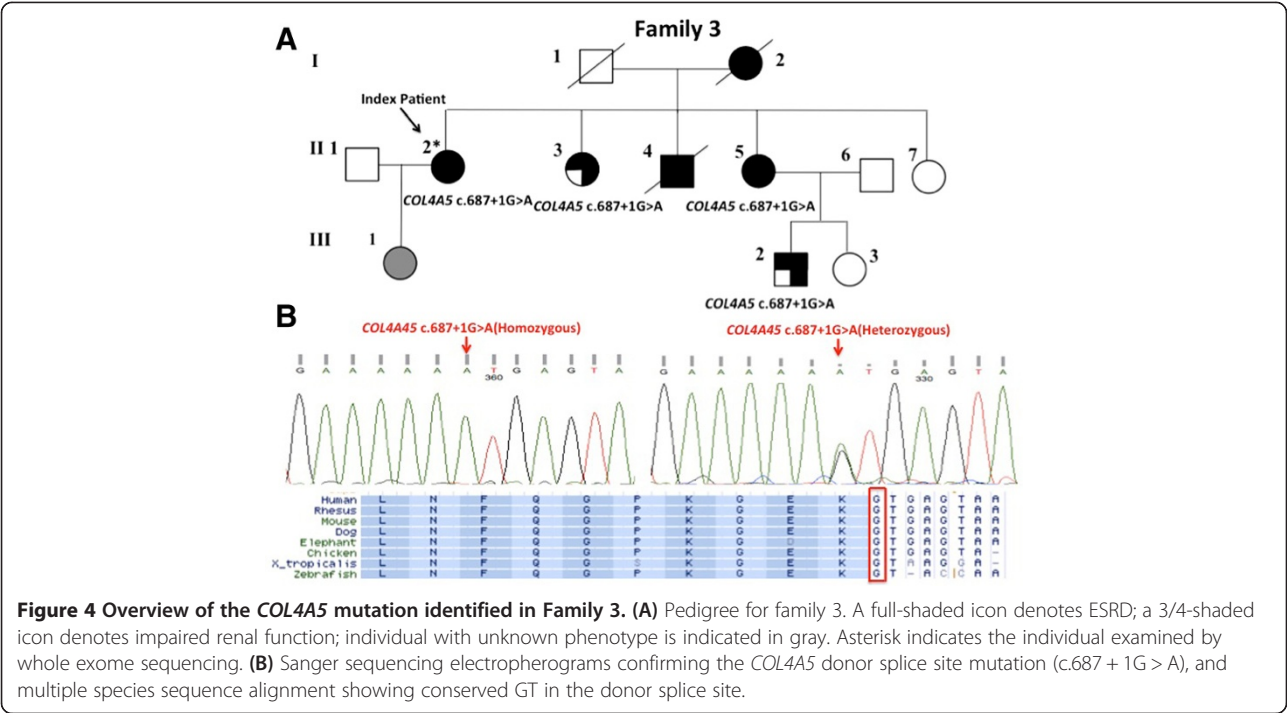 A
Family 3
I
1
2
Index Patient
II 1
2*
3
4
5
6
7
COL4A5 c.687+1G>A
COL4A5 c.687+1G>A
COL4A5 c.687+1G>A
III
1
2
3
COL4A5 c.687+1G>A
B
COL4A45 c.687+1G>A(Homozygous)
COL4A45 c.687+1G>A(Heterozygous)
G A A A A A A T G A G T A
360
G A A A A A A T G A G T A
330
Human L N F Q G P K G E K G T G A G T A A
Rhesus L N F Q G P K G E K G T G A G T A A
Mouse L N F Q G P K G E K G T G A G T A A
Dog L N F Q G P K G E K G T G A G T A A
Elephant L N F Q G P K G D K G T G A G T A A
Chicken L N F Q G P K G E K G T G A G T A -
X_tropicalis L N F Q G S K G E K G T A A G G A -
Zebrafish L N F Q G P K G E K G T - A C C A A
Figure 4 Overview of the COL4A5 mutation identified in Family 3. (A) Pedigree for family 3. A full-shaded icon denotes ESRD; a 3/4-shaded
icon denotes impaired renal function; individual with unknown phenotype is indicated in gray. Asterisk indicates the individual examined by
whole exome sequencing. (B) Sanger sequencing electropherograms confirming the COL4A5 donor splice site mutation (c.687 + 1G > A), and
multiple species sequence alignment showing conserved GT in the donor splice site.